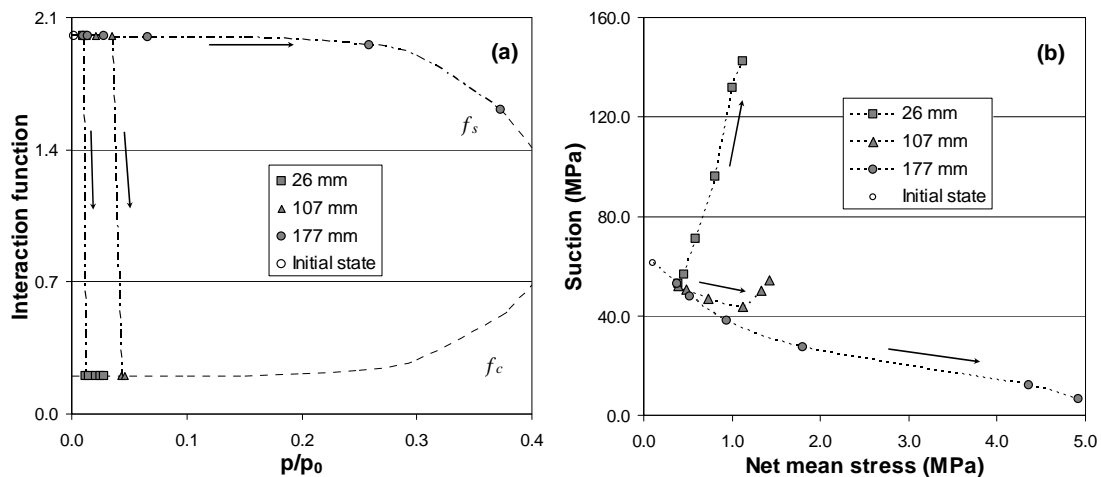 2.1
1.4
0.7
0.0
0.0
0.1
0.2
0.3
0.4
Interaction function
p/p0
(a)
fs
fc
26 mm
107 mm
177 mm
Initial state
160.0
120.0
80.0
40.0
0.0
0.0
1.0
2.0
3.0
4.0
5.0
Suction (MPa)
Net mean stress (MPa)
(b)
26 mm
107 mm
177 mm
Initial state